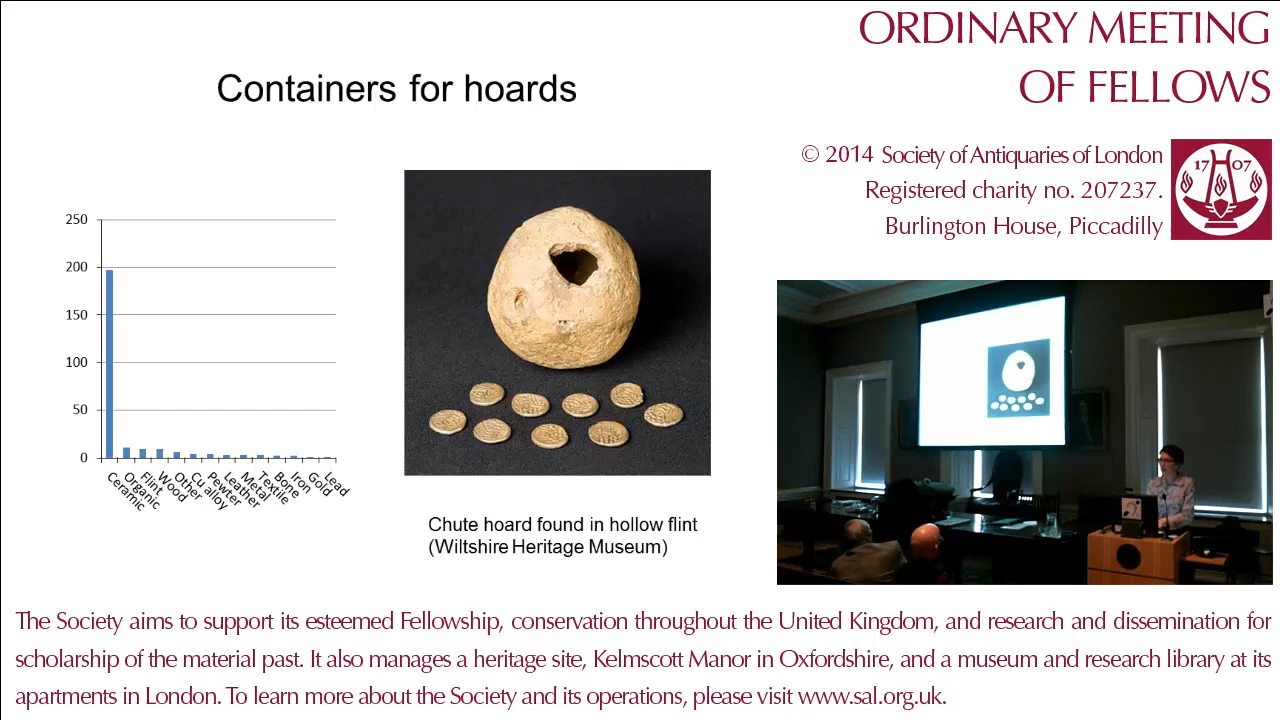 ORDINARY MEETING
OF FELLOWS
Containers for hoards
© 2014 Society of Antiquaries of London
Registered charity no. 207237.
Burlington House, Piccadilly
17 07
250
200
150
100
50
0
Ceramic
Organic
Flint
Wood
Other
Cu alloy
Pewter
Leather
Metal
Textile
Bone
Iron
Gold
Lead
Chute hoard found in hollow flint
(Wiltshire Heritage Museum)
The Society aims to support its esteemed Fellowship, conservation throughout the United Kingdom, and research and dissemination for
scholarship of the material past. It also manages a heritage site, Kelmscott Manor in Oxfordshire, and a museum and research library at its
apartments in London. To learn more about the Society and its operations, please visit www.sal.org.uk.